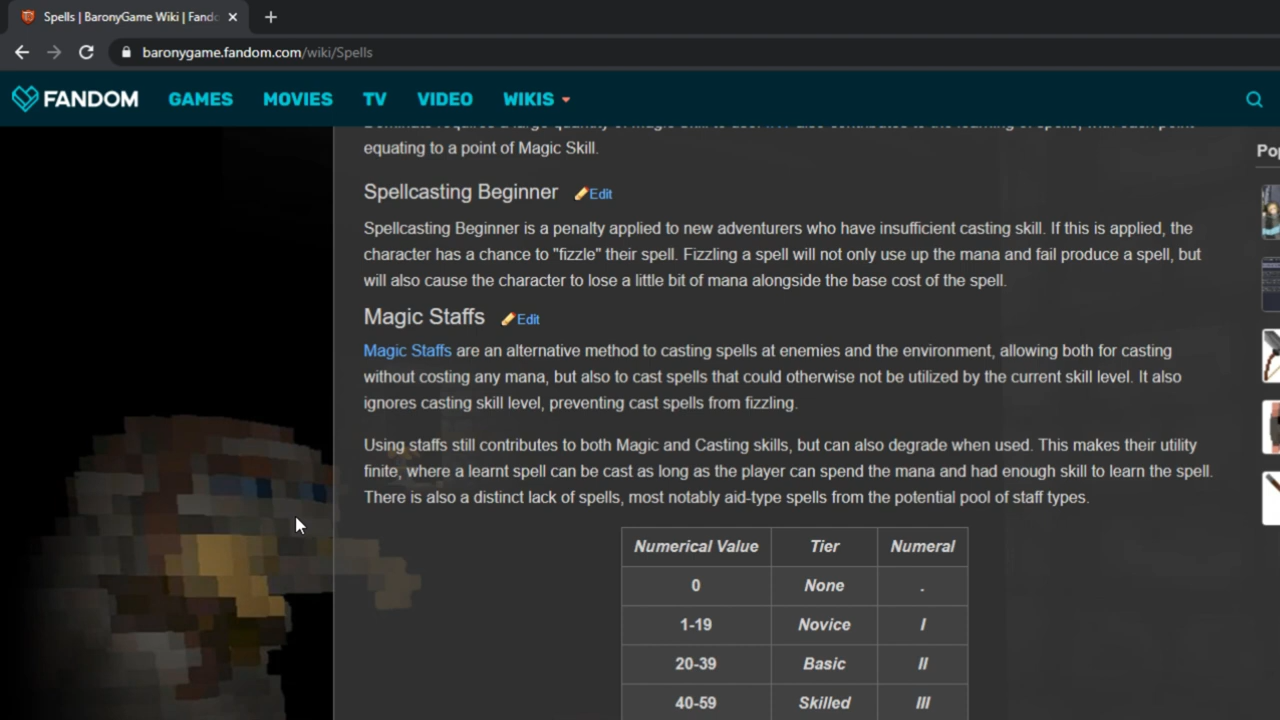 Spells | BaronyGame Wiki | Fando
baronygame.fandom.com/wiki/Spells
FANDOM GAMES MOVIES TV VIDEO WIKIS
Pop
equating to a point of Magic Skill.
Spellcasting Beginner Edit
Spellcasting Beginner is a penalty applied to new adventurers who have insufficient casting skill. If this is applied, the
character has a chance to "fizzle" their spell. Fizzling a spell will not only use up the mana and fail produce a spell, but
will also cause the character to lose a little bit of mana alongside the base cost of the spell.
Magic Staffs Edit
Magic Staffs are an alternative method to casting spells at enemies and the environment, allowing both for casting
without costing any mana, but also to cast spells that could otherwise not be utilized by the current skill level. It also
ignores casting skill level, preventing cast spells from fizzling.
Using staffs still contributes to both Magic and Casting skills, but can also degrade when used. This makes their utility
finite, where a learnt spell can be cast as long as the player can spend the mana and had enough skill to learn the spell.
There is also a distinct lack of spells, most notably aid-type spells from the potential pool of staff types.
Numerical Value Tier Numeral
0 None .
1-19 Novice I
20-39 Basic II
40-59 Skilled III